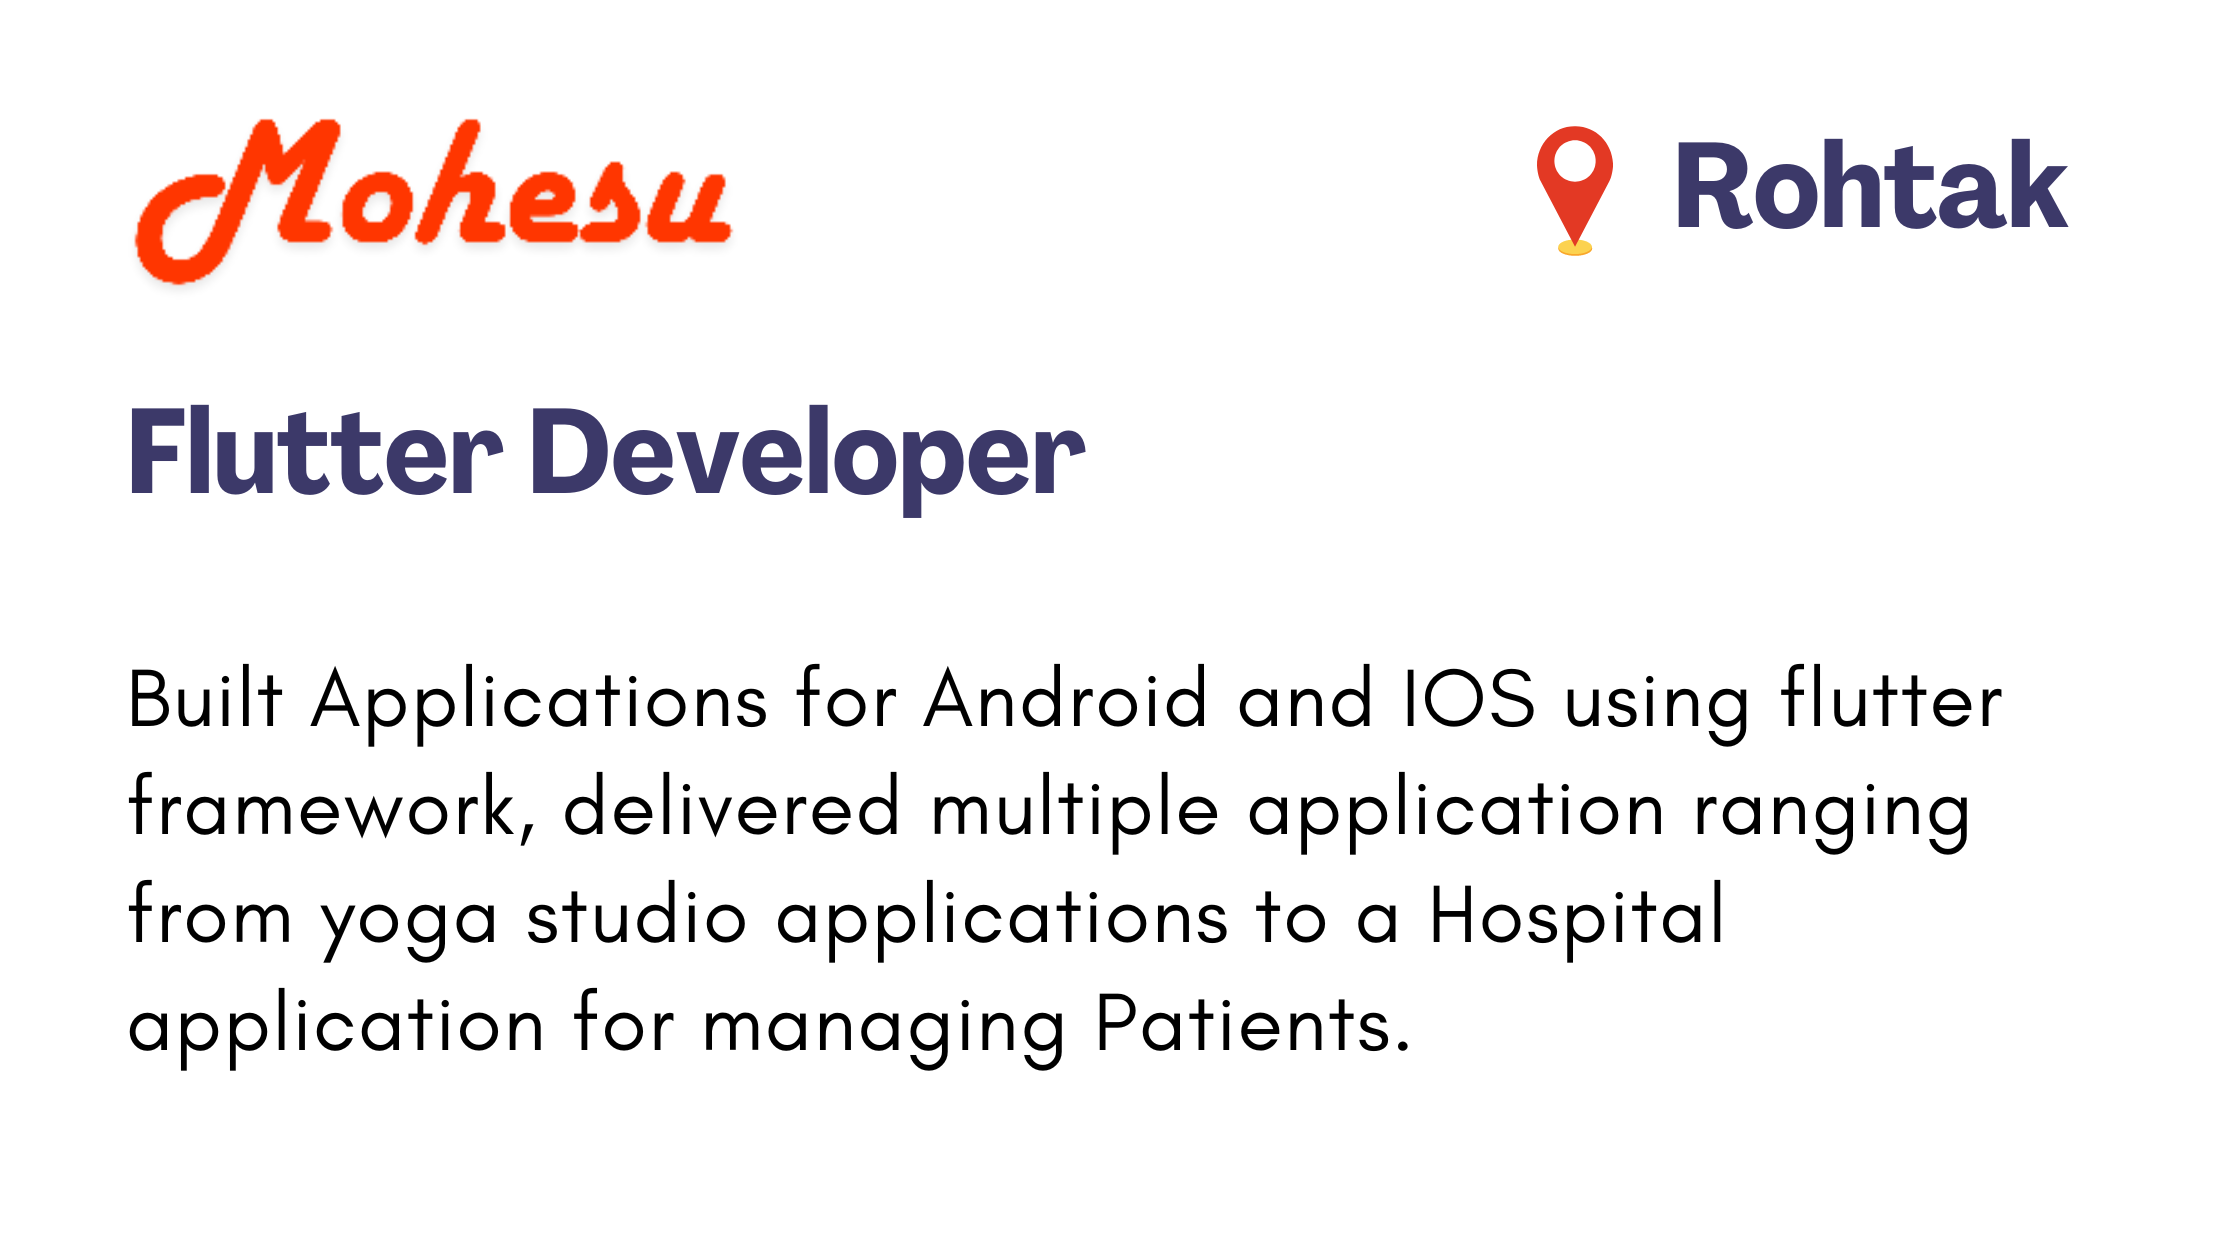 Mohesu
Rohtak
Flutter Developer
Built Applications for Android and IOS using flutter
framework, delivered multiple application ranging
from yoga studio applications to a Hospital
application for managing Patients.